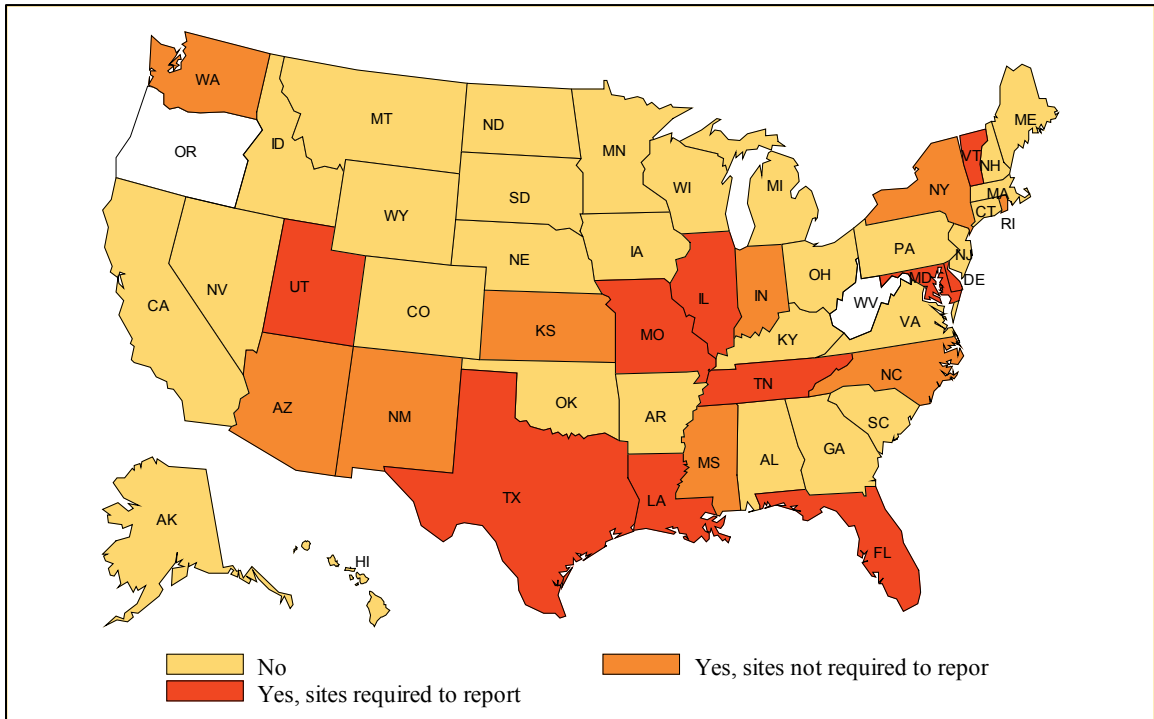 WA
MT
ND
ME
OR
ID
MN
VT
NH
SD
WI
MI
NY
MA
WY
CT
RI
IA
PA
NE
NJ
NV
UT
OH
MD
DE
CA
CO
IL
IN
WV
KS
MO
VA
KY
AZ
NM
OK
TN
NC
AR
SC
MS
AL
GA
TX
LA
AK
HI
FL
No
Yes, sites not required to repor
Yes, sites required to report